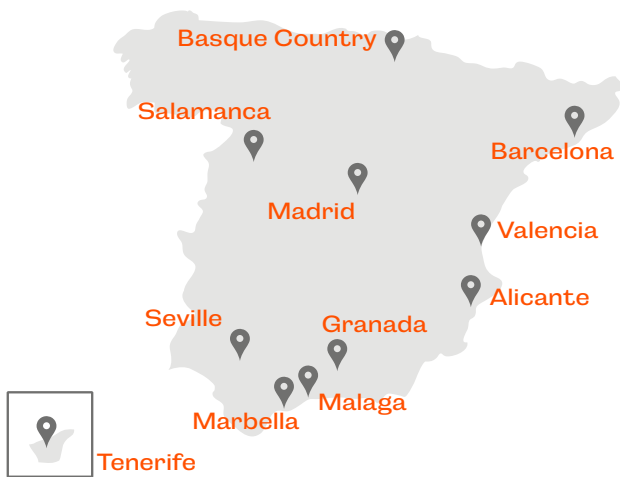 Basque Country
Salamanca
Barcelona
Madrid
Valencia
Alicante
Seville
Granada
Malaga
Marbella
Tenerife